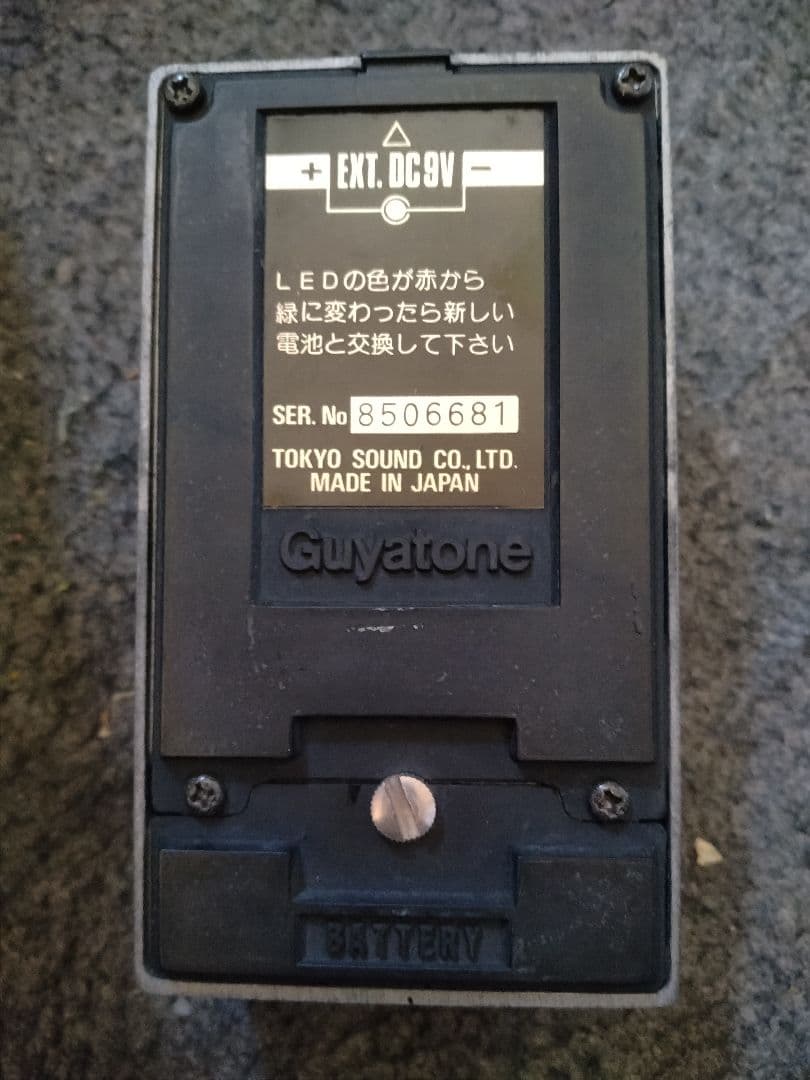 + EXT. DC9V −
LEDの色が赤から
緑に変わったら新しい
電池と交換して下さい
SER. No 8506681
TOKYO SOUND CO., LTD.
MADE IN JAPAN
Guyatone
BATTERY